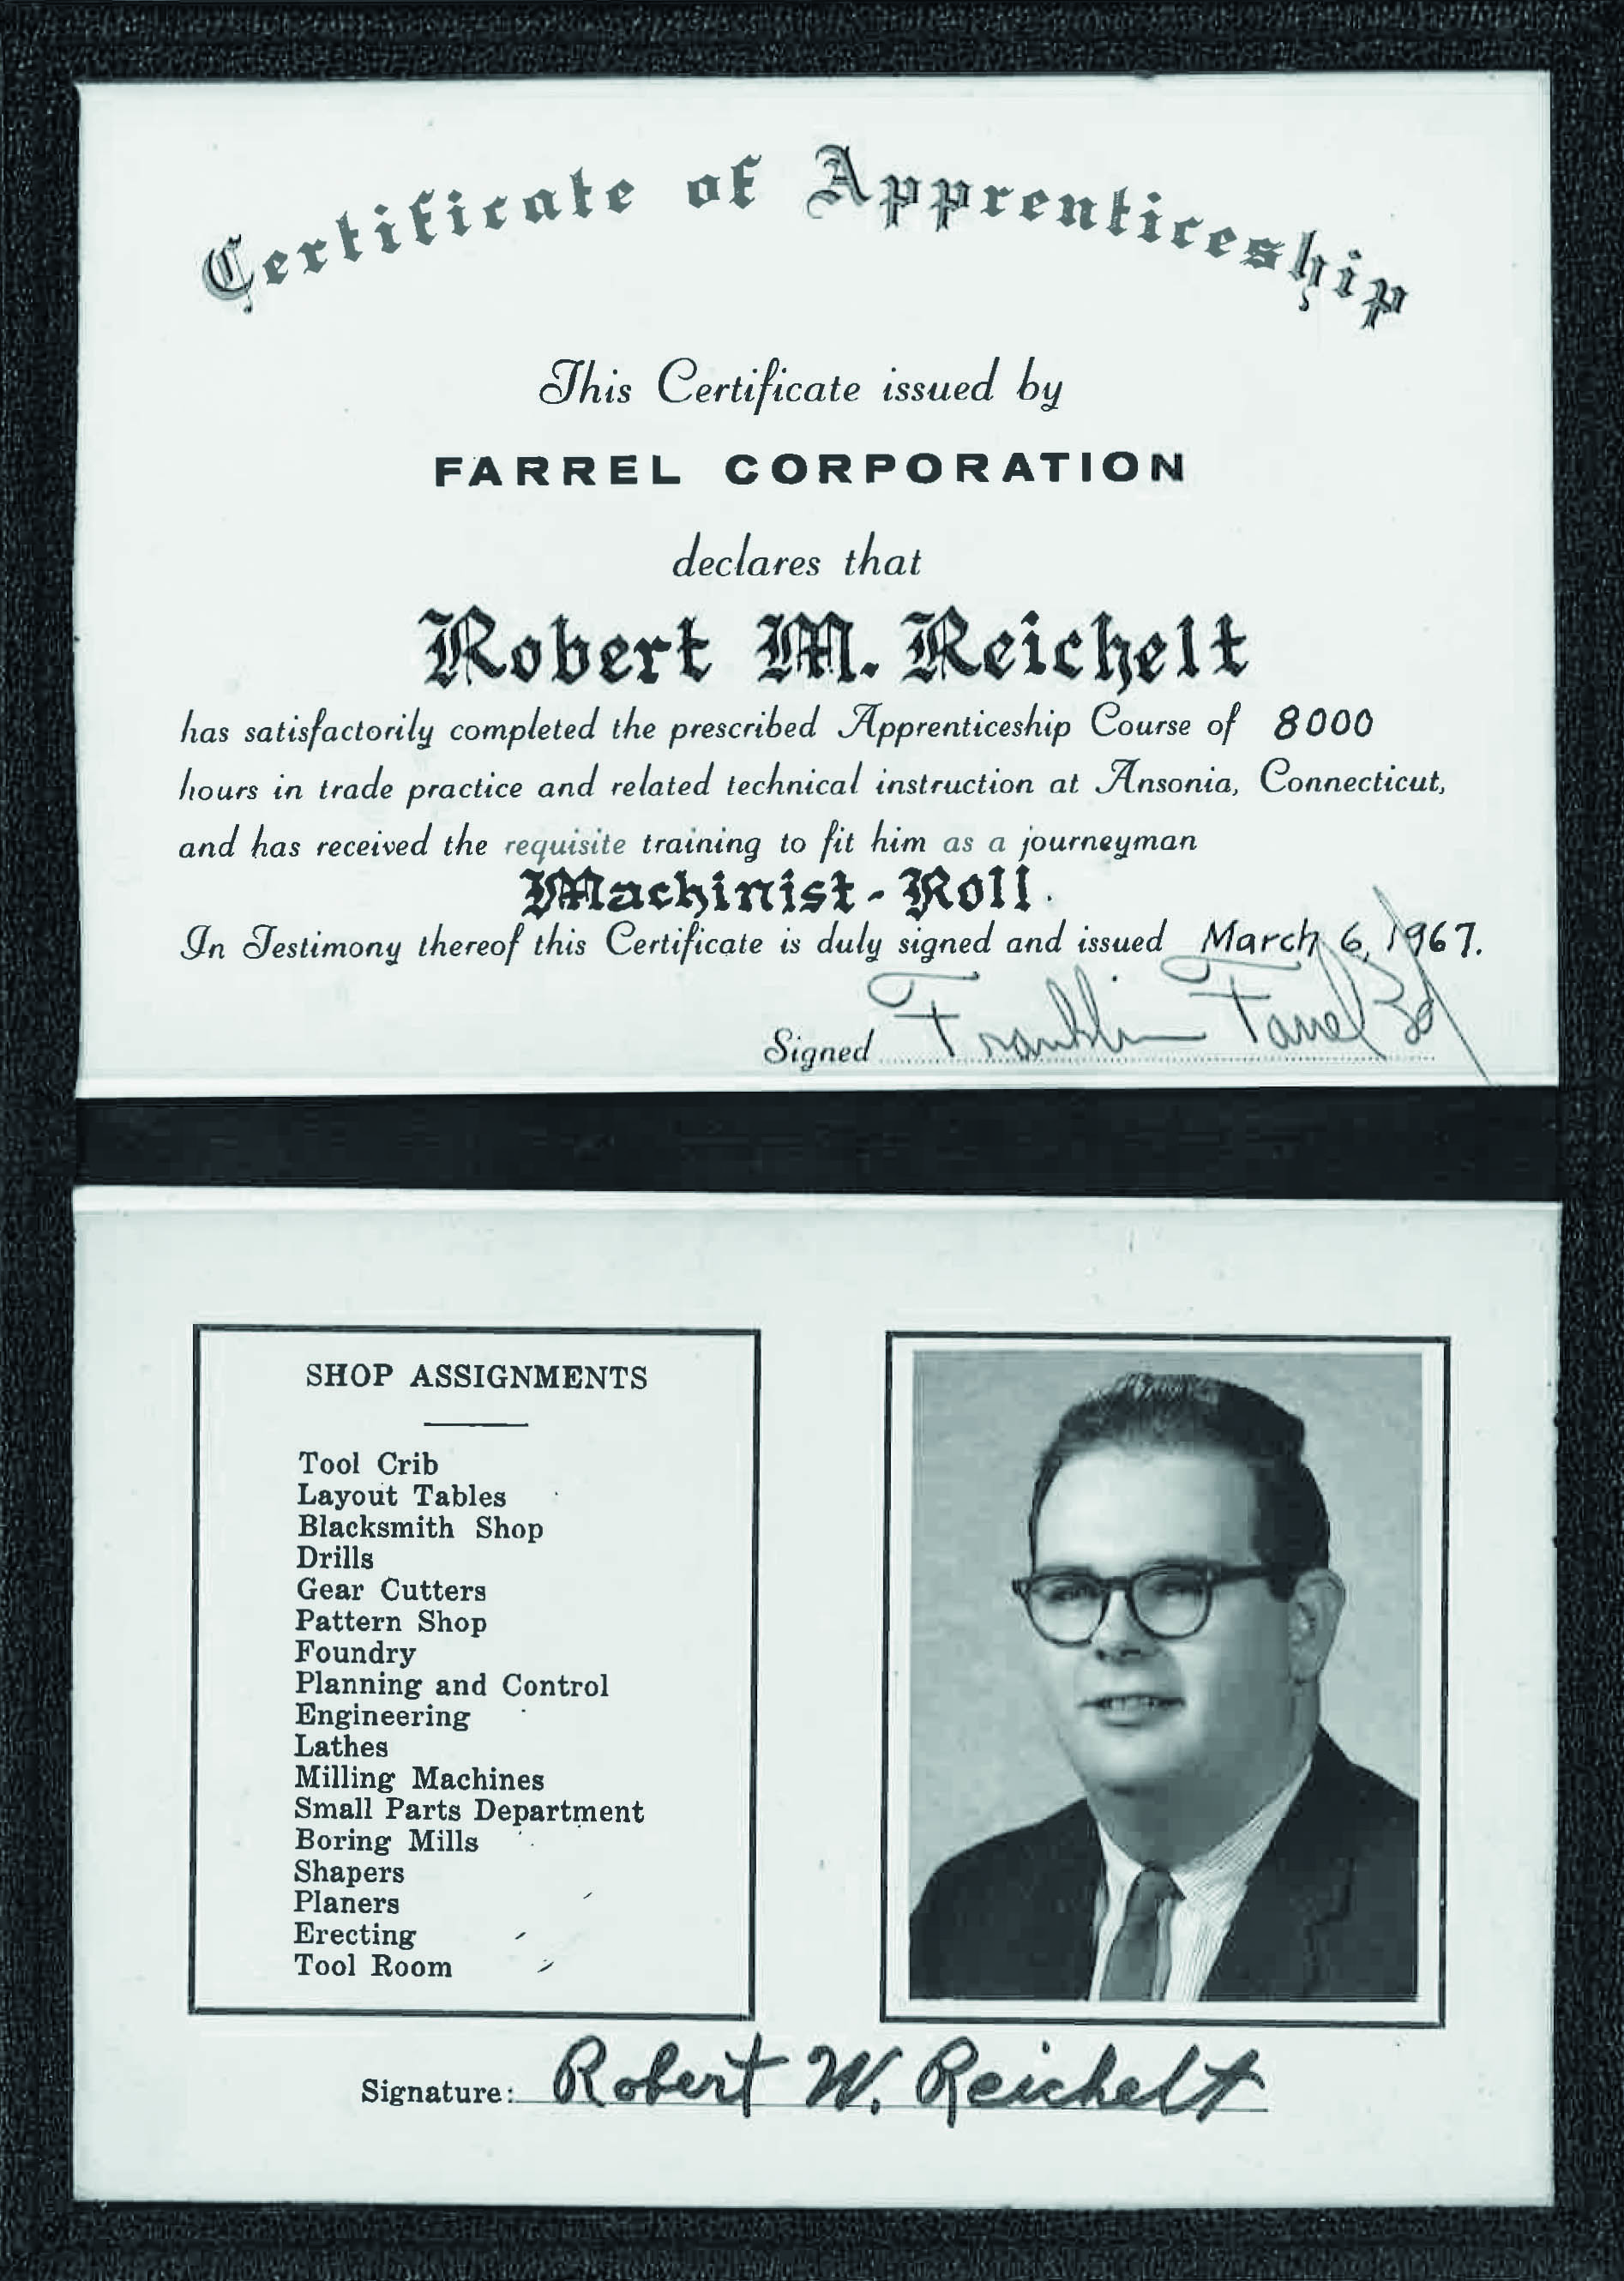 Certificate of Apprenticeship
This Certificate issued by
FARREL CORPORATION
declares that
Robert M. Reichelt
has satisfactorily completed the prescribed Apprenticeship Course of 8000
hours in trade practice and related technical instruction at Ansonia, Connecticut,
and has received the requisite training to fit him as a journeyman
Machinist-Roll.
In Testimony thereof this Certificate is duly signed and issued March 6, 1967.
Signed Franklin Farrel 3d
SHOP ASSIGNMENTS
Tool Crib
Layout Tables
Blacksmith Shop
Drills
Gear Cutters
Pattern Shop
Foundry
Planning and Control
Engineering
Lathes
Milling Machines
Small Parts Department
Boring Mills
Shapers
Planers
Erecting
Tool Room
Signature: Robert W. Reichelt